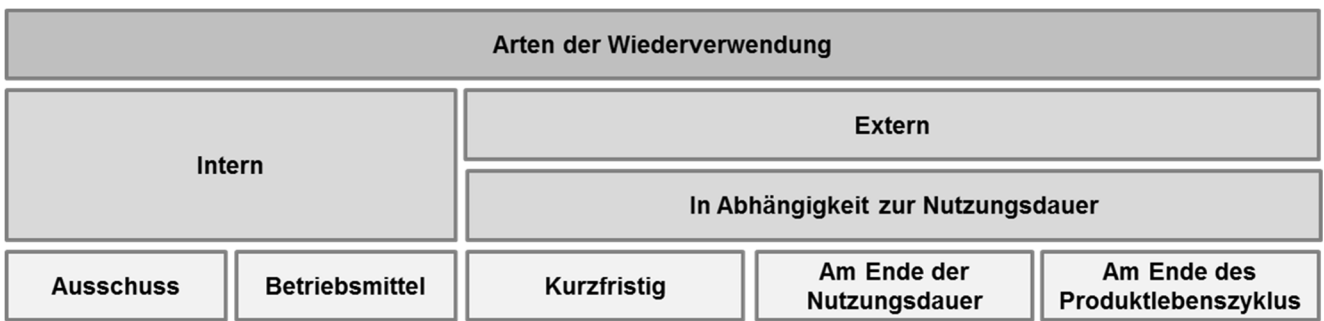 Arten der Wiederverwendung
Intern
Extern
In Abhängigkeit zur Nutzungsdauer
Ausschuss
Betriebsmittel
Kurzfristig
Am Ende der
Nutzungsdauer
Am Ende des
Produktlebenszyklus